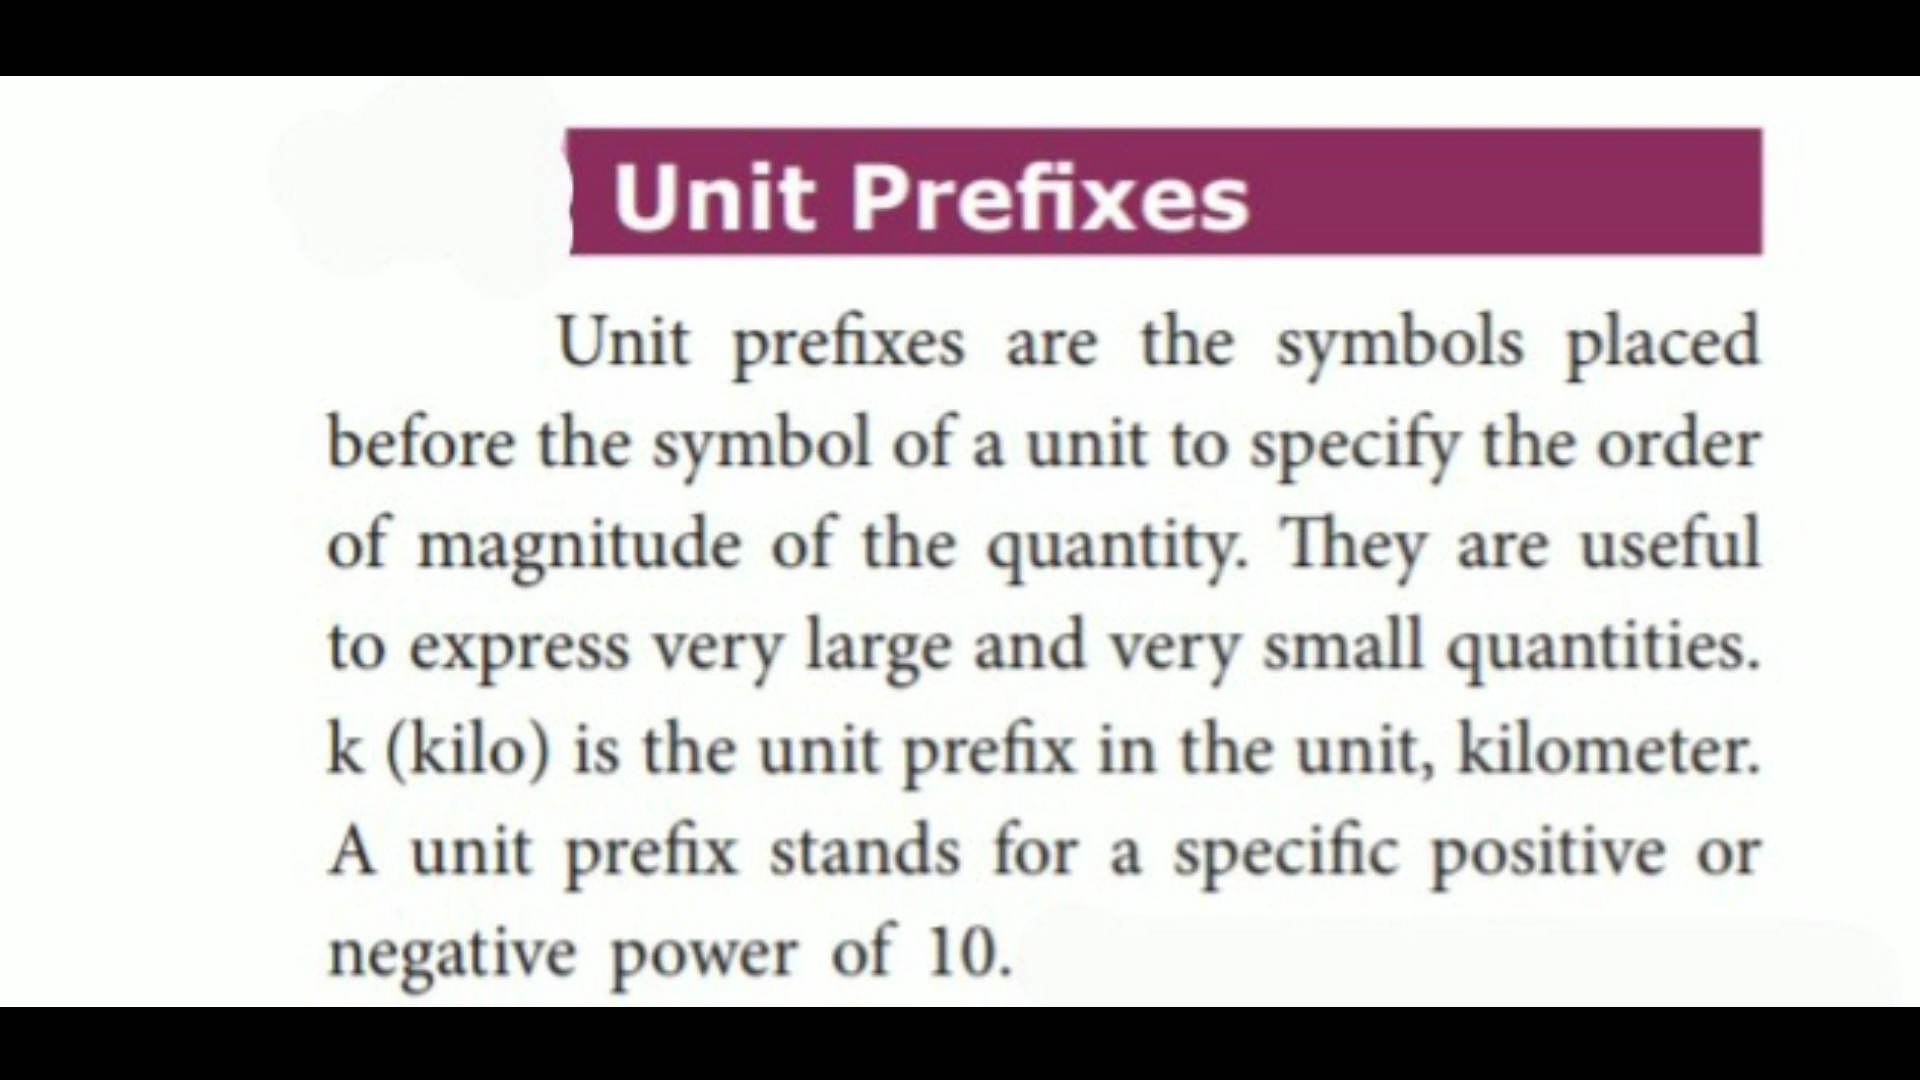 Unit Prefixes
Unit prefixes are the symbols placed
before the symbol of a unit to specify the order
of magnitude of the quantity. They are useful
to express very large and very small quantities.
k (kilo) is the unit prefix in the unit, kilometer.
A unit prefix stands for a specific positive or
negative power of 10.